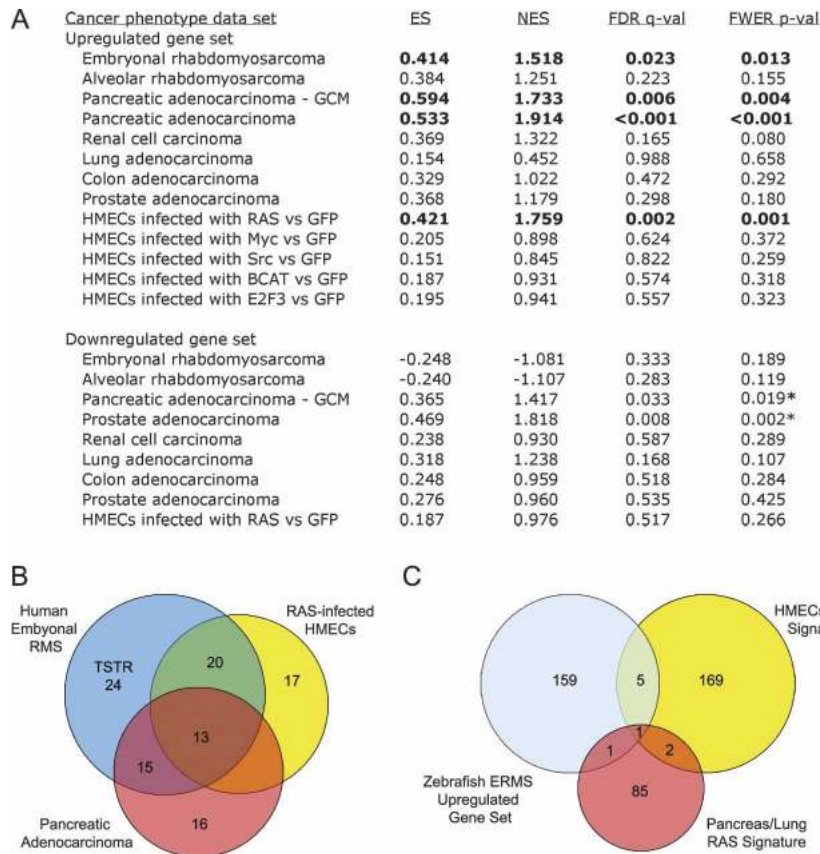 A
Cancer phenotype data set ES NES FDR q-val FWER p-val
Upregulated gene set
Embryonal rhabdomyosarcoma 0.414 1.518 0.023 0.013
Alveolar rhabdomyosarcoma 0.384 1.251 0.223 0.155
Pancreatic adenocarcinoma - GCM 0.594 1.733 0.006 0.004
Pancreatic adenocarcinoma 0.533 1.914 <0.001 <0.001
Renal cell carcinoma 0.369 1.322 0.165 0.080
Lung adenocarcinoma 0.154 0.452 0.988 0.658
Colon adenocarcinoma 0.329 1.022 0.472 0.292
Prostate adenocarcinoma 0.368 1.179 0.298 0.180
HMECs infected with RAS vs GFP 0.421 1.759 0.002 0.001
HMECs infected with Myc vs GFP 0.205 0.898 0.624 0.372
HMECs infected with Src vs GFP 0.151 0.845 0.822 0.259
HMECs infected with BCAT vs GFP 0.187 0.931 0.574 0.318
HMECs infected with E2F3 vs GFP 0.195 0.941 0.557 0.323
Downregulated gene set
Embryonal rhabdomyosarcoma -0.248 -1.081 0.333 0.189
Alveolar rhabdomyosarcoma -0.240 -1.107 0.283 0.119
Pancreatic adenocarcinoma - GCM 0.365 1.417 0.033 0.019*
Prostate adenocarcinoma 0.469 1.818 0.008 0.002*
Renal cell carcinoma 0.238 0.930 0.587 0.289
Lung adenocarcinoma 0.318 1.238 0.168 0.107
Colon adenocarcinoma 0.248 0.959 0.518 0.284
Prostate adenocarcinoma 0.276 0.960 0.535 0.425
HMECs infected with RAS vs GFP 0.187 0.976 0.517 0.266
B
Human
Embyonal
RMS
RAS-infected
HMECs
TSTR
24
20
17
13
15
16
Pancreatic
Adenocarcinoma
C
HMECs
Signa
159
5
169
1
1
2
85
Zebrafish ERMS
Upregulated
Gene Set
Pancreas/Lung
RAS Signature